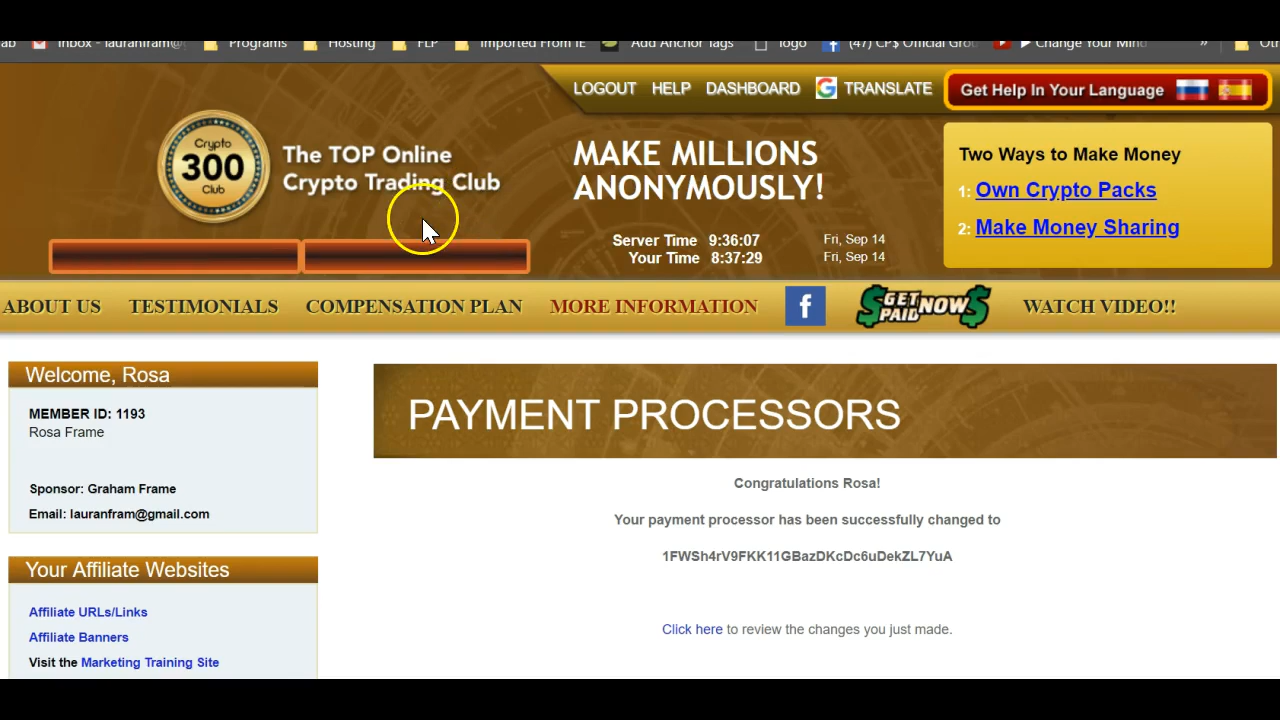 ab Inbox - lauranfram@g Programs Hosting FLP Imported From IE Add Anchor Tags logo (47) CP$ Official Grou Change Your Mind » Ot
LOGOUT HELP DASHBOARD TRANSLATE
Get Help In Your Language
Crypto
300
Club
The TOP Online
Crypto Trading Club
MAKE MILLIONS
ANONYMOUSLY!
Server Time 9:36:07 Fri, Sep 14
Your Time 8:37:29 Fri, Sep 14
Two Ways to Make Money
1: Own Crypto Packs
2: Make Money Sharing
ABOUT US TESTIMONIALS COMPENSATION PLAN MORE INFORMATION f $GET PAID NOW$ WATCH VIDEO!!
Welcome, Rosa
MEMBER ID: 1193
Rosa Frame
Sponsor: Graham Frame
Email: lauranfram@gmail.com
Your Affiliate Websites
Affiliate URLs/Links
Affiliate Banners
Visit the Marketing Training Site
PAYMENT PROCESSORS
Congratulations Rosa!
Your payment processor has been successfully changed to
1FWSh4rV9FKK11GBazDKcDc6uDekZL7YuA
Click here to review the changes you just made.